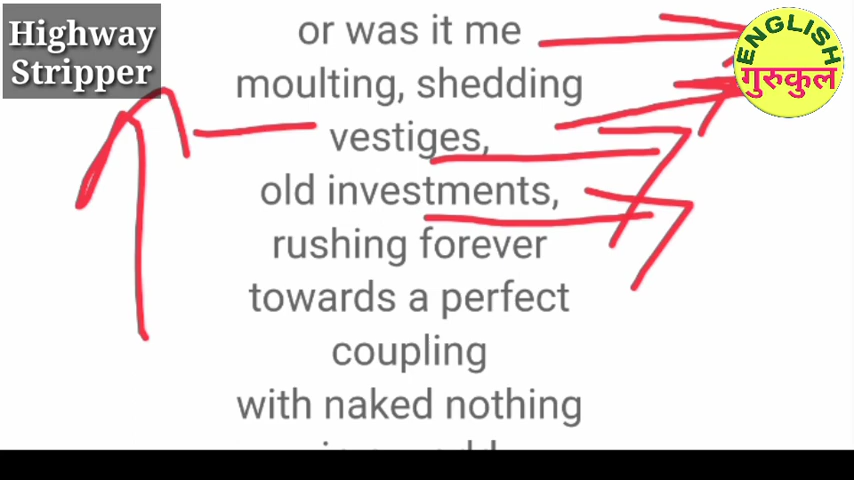 Highway
Stripper
ENGLISH
गुरुकुल
or was it me
moulting, shedding
vestiges,
old investments,
rushing forever
towards a perfect
coupling
with naked nothing